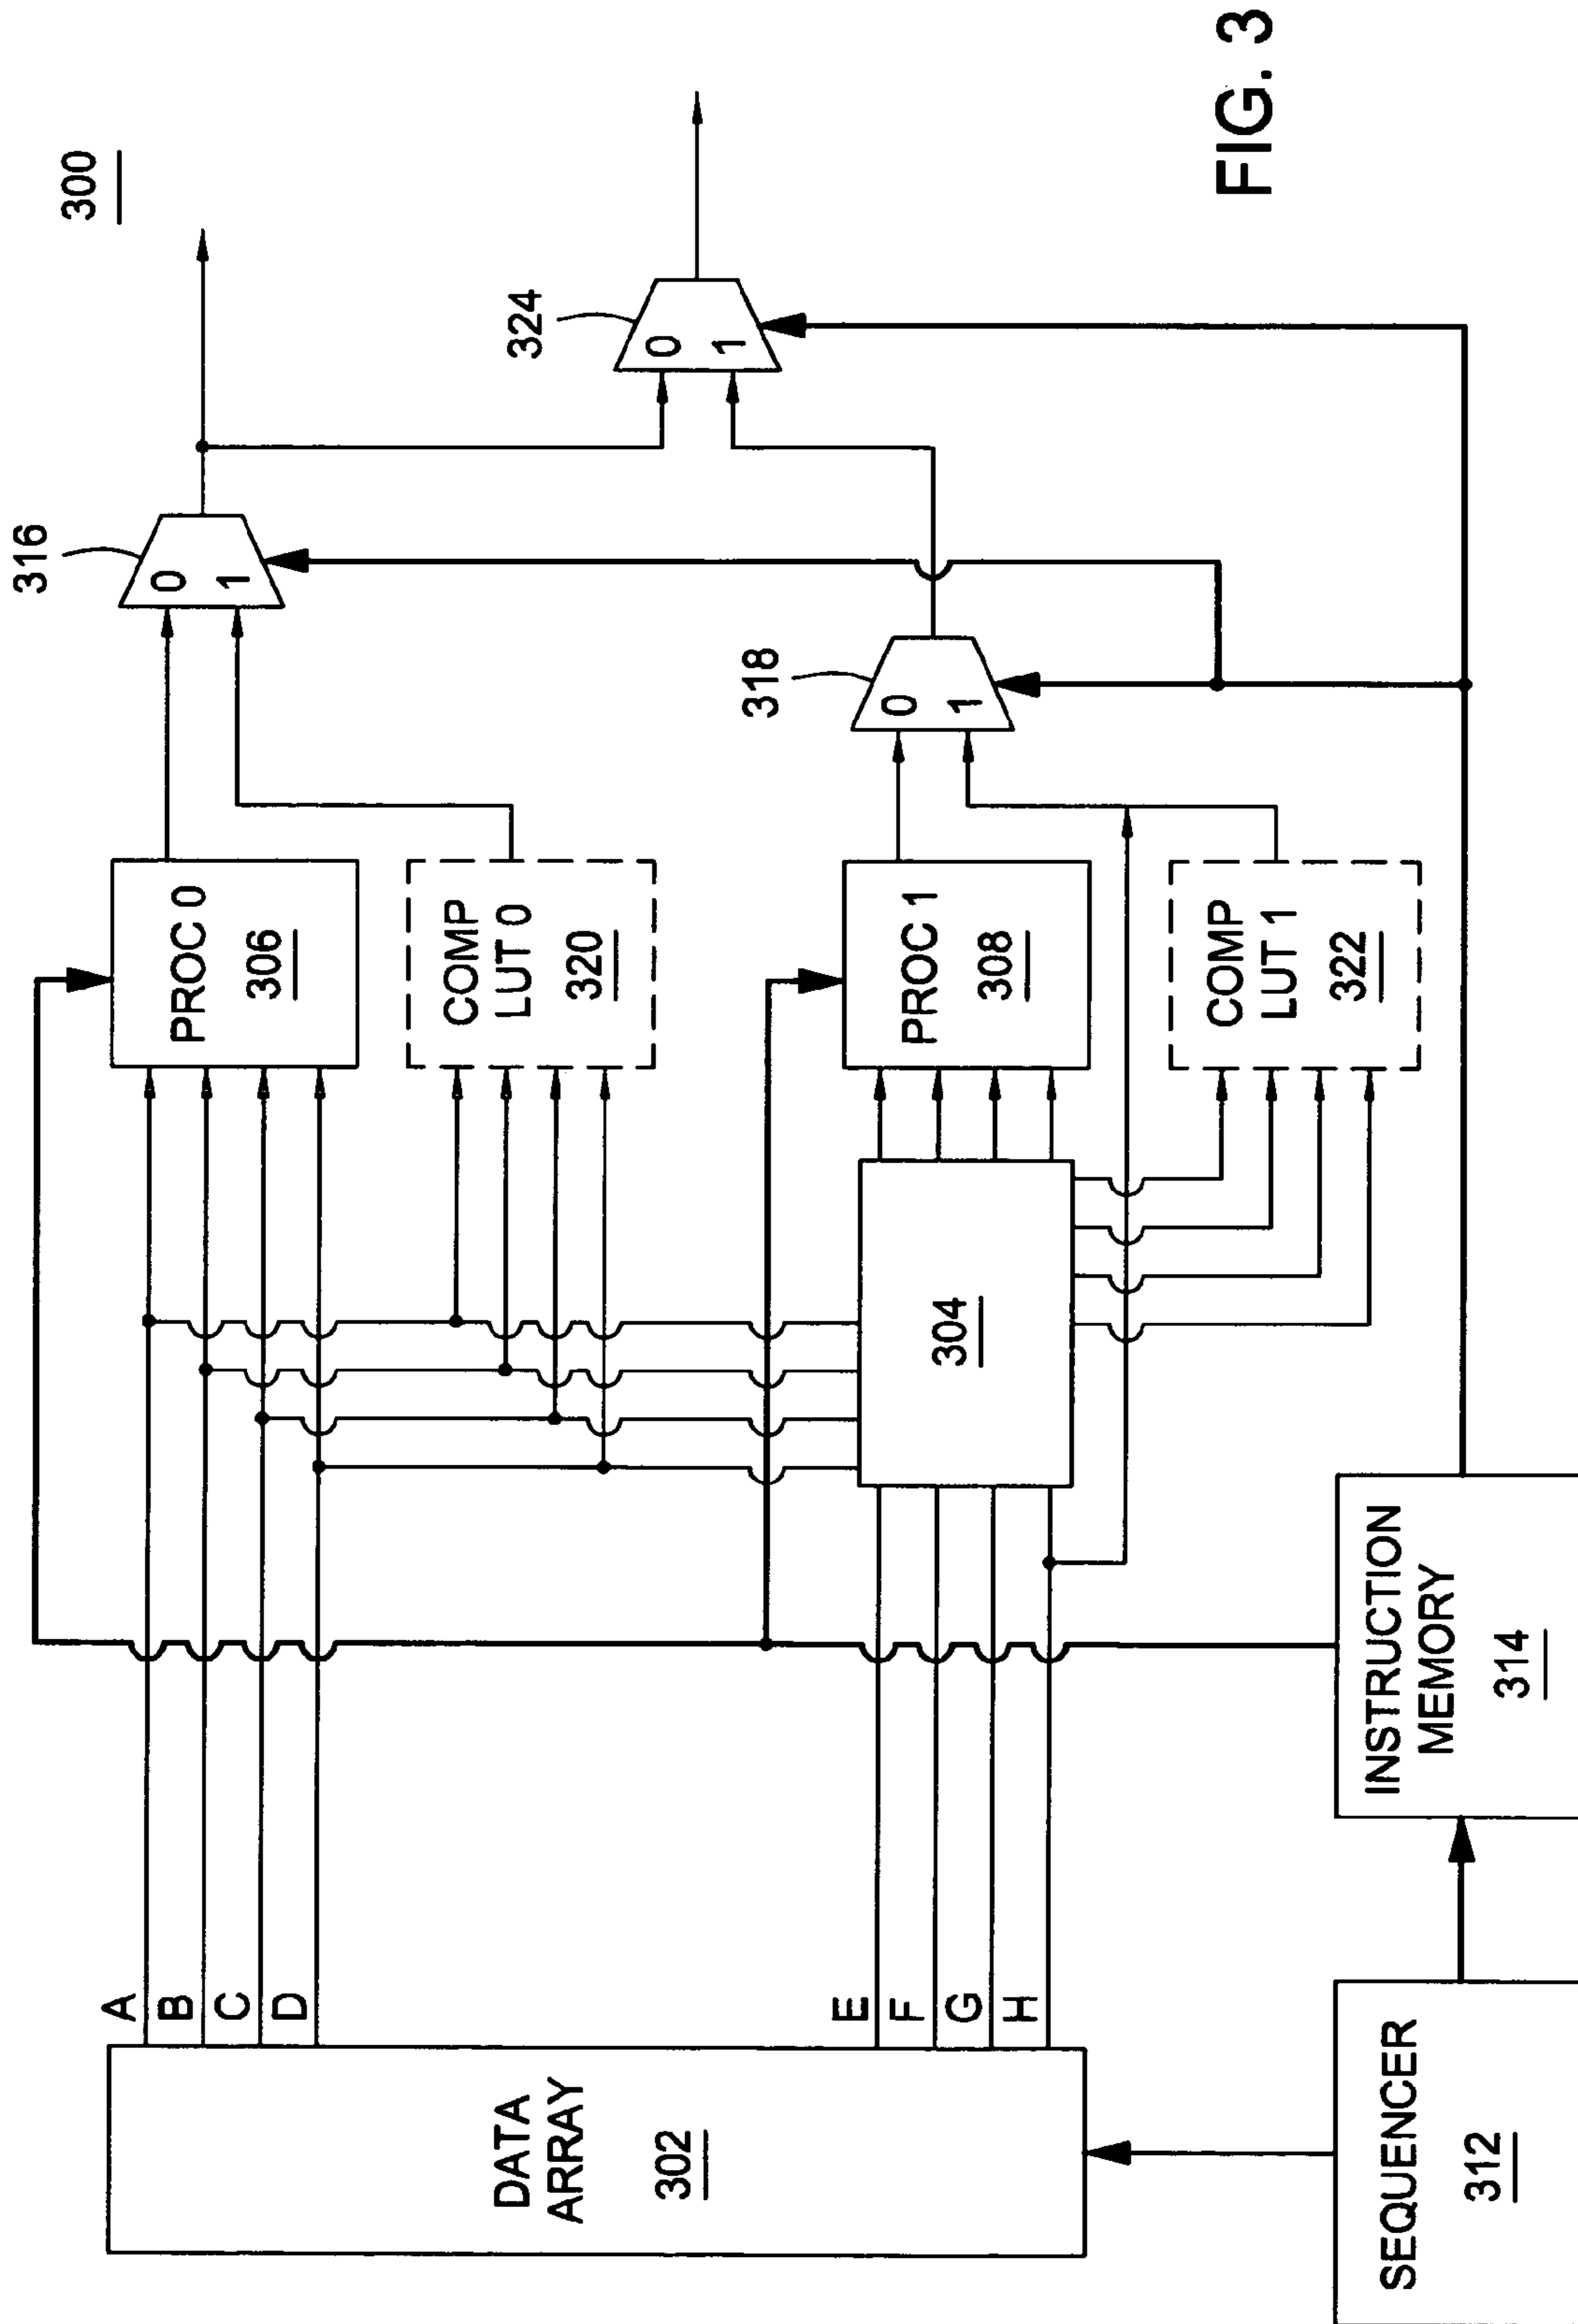 300
316
0
1
324
0
1
318
0
1
PROC 0
306
COMP
LUT 0
320
PROC 1
308
COMP
LUT 1
322
304
A
B
C
D
E
F
G
H
DATA
ARRAY
302
SEQUENCER
312
INSTRUCTION
MEMORY
314
FIG. 3